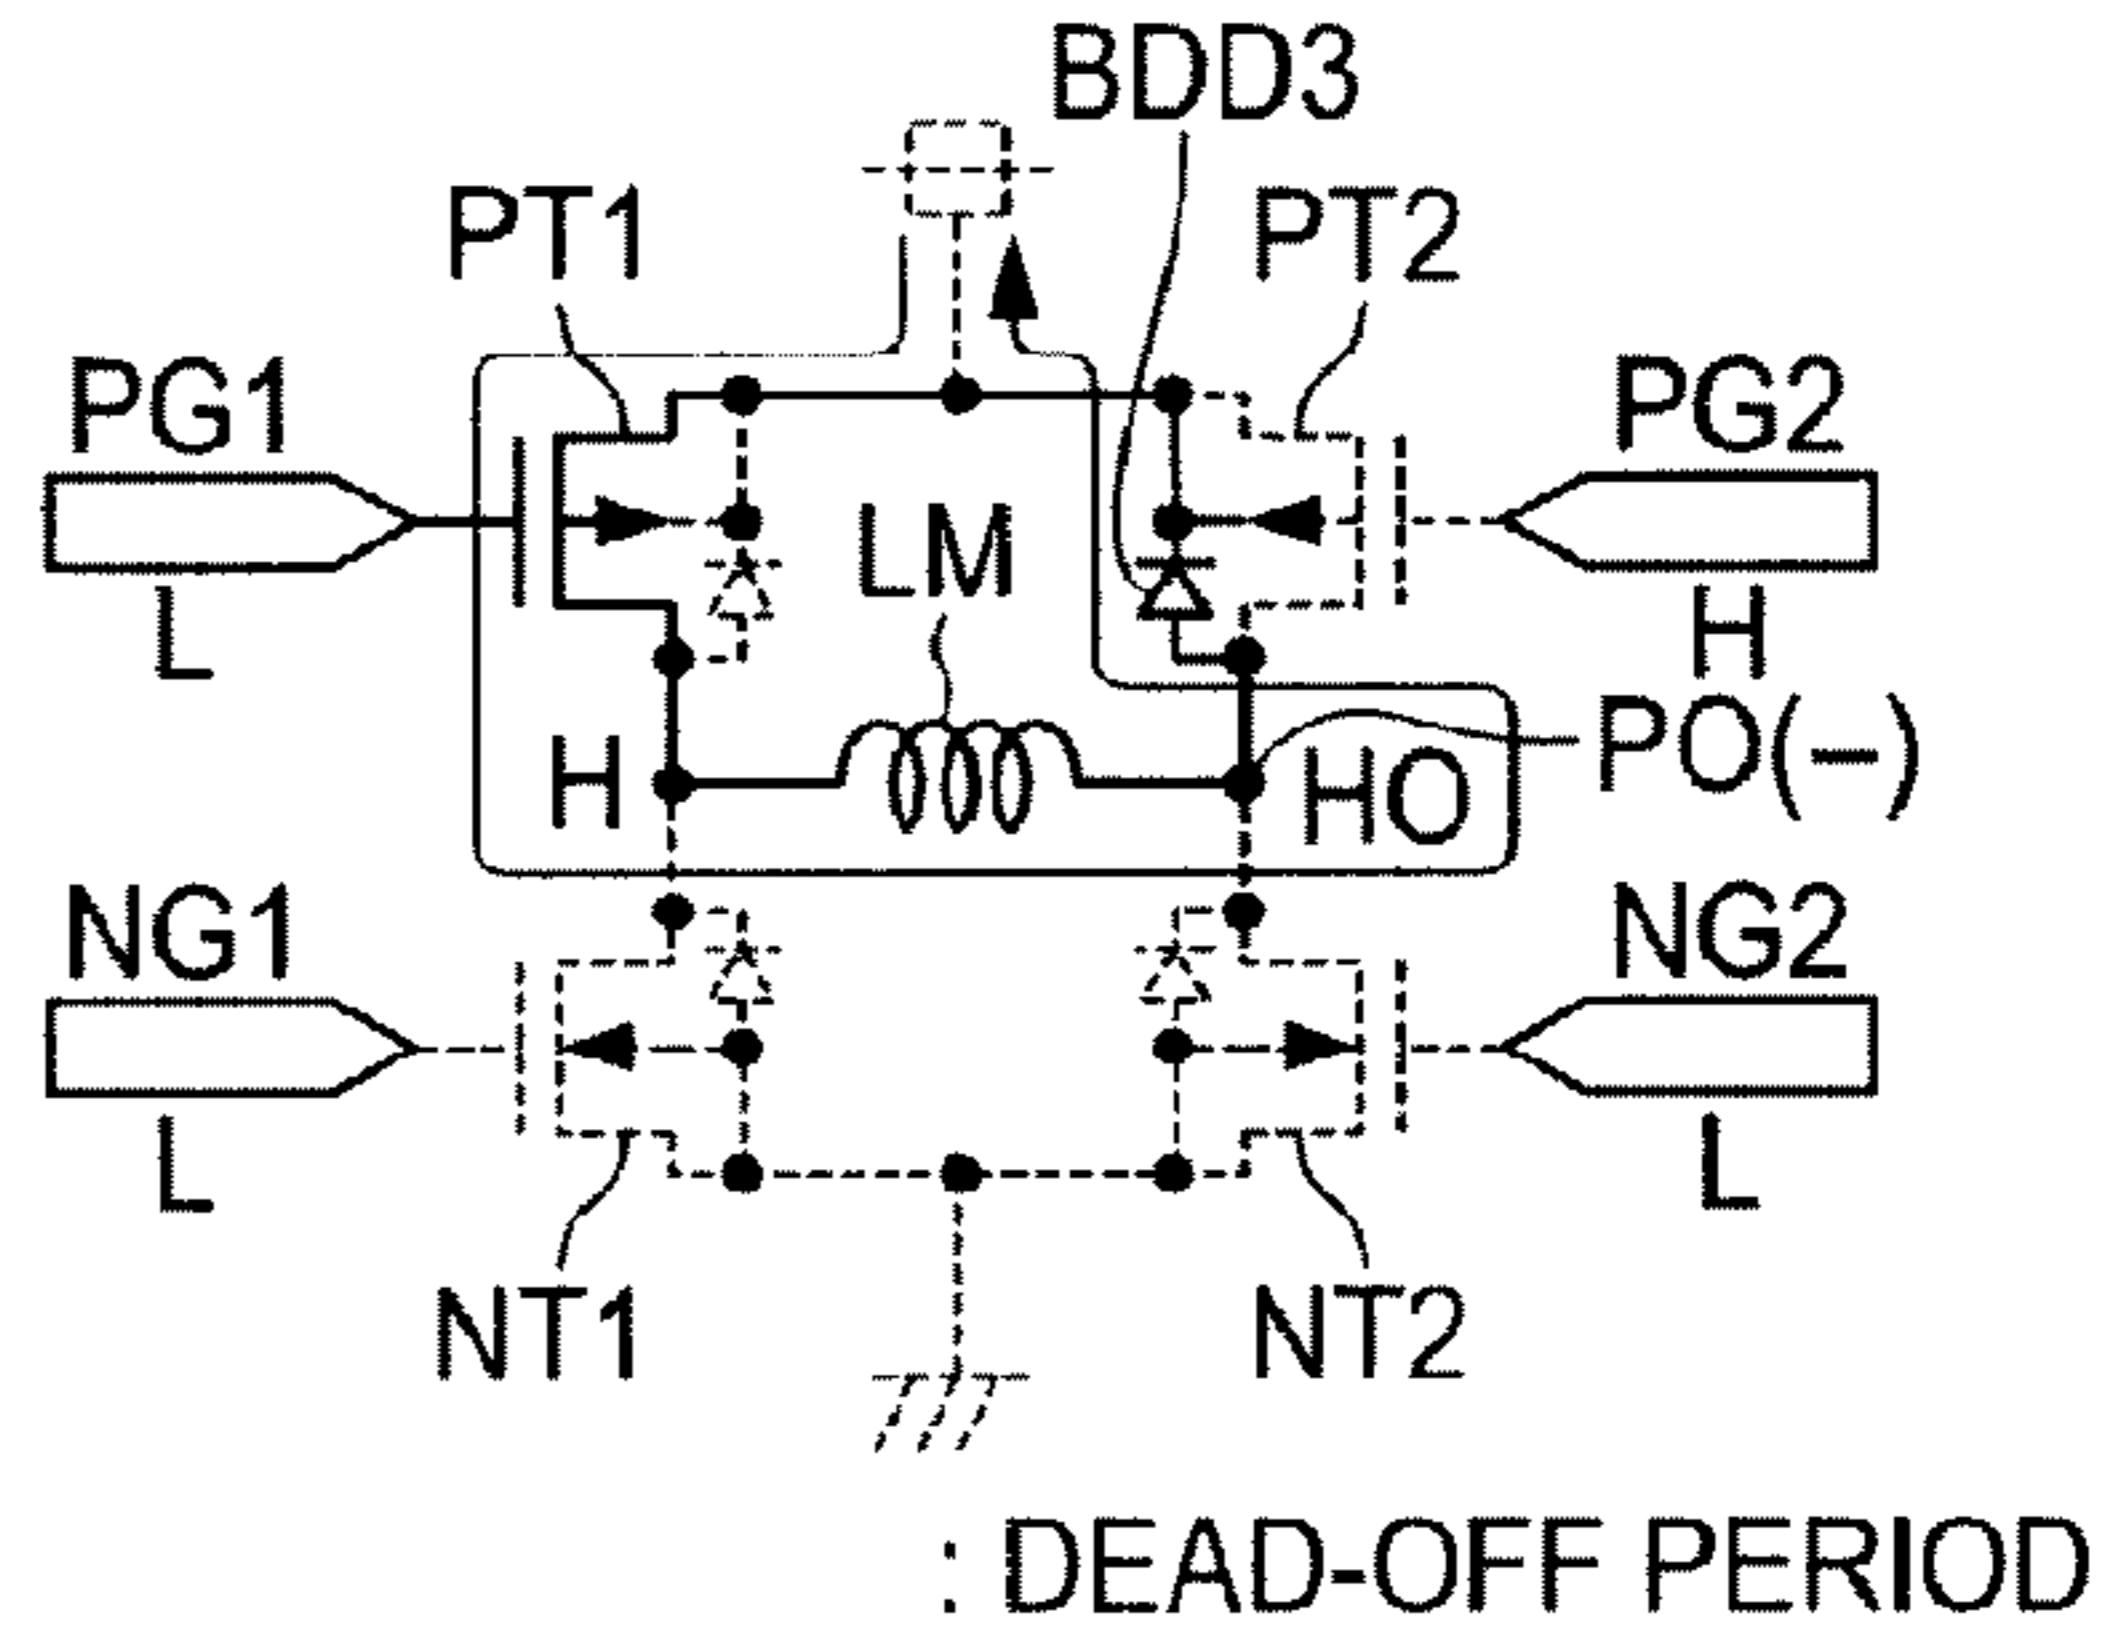 BDD3
PT1
PT2
PG1
PG2
LM
L
H
PO(–)
H
HO
NG1
NG2
L
L
NT1
NT2
: DEAD-OFF PERIOD